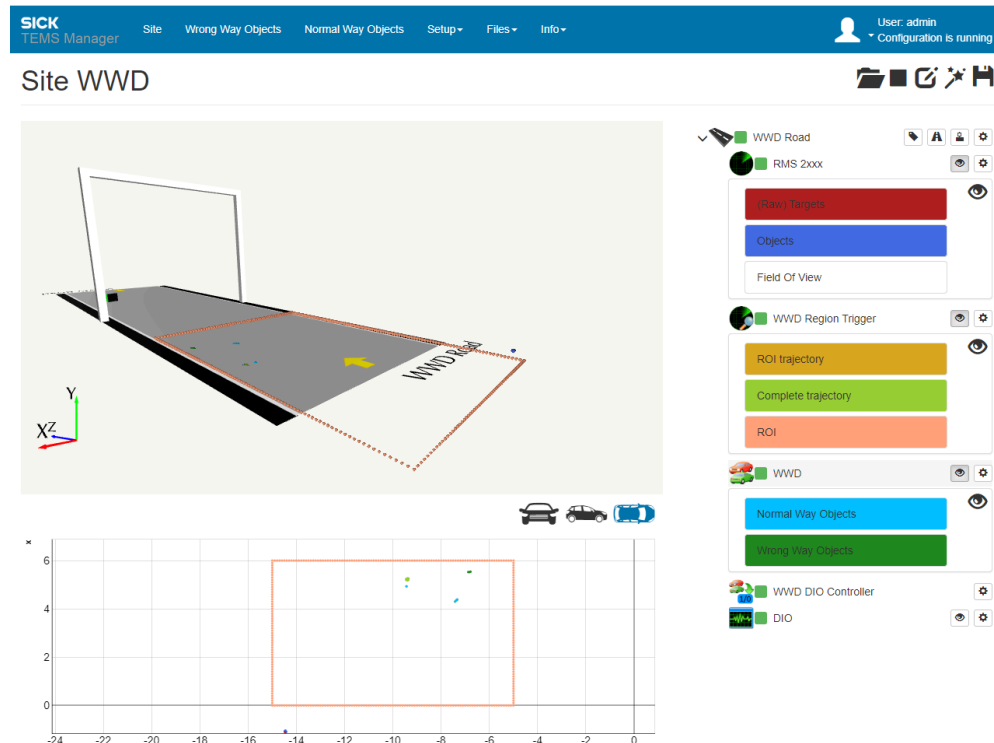 SICK
TEMS Manager
Site
Wrong Way Objects
Normal Way Objects
Setup
Files
Info
User: admin
Configuration is running
Site WWD
WWD Road
RMS 2xxx
(Raw) Targets
Objects
Field Of View
WWD Region Trigger
ROI trajectory
Complete trajectory
ROI
WWD
Normal Way Objects
Wrong Way Objects
WWD DIO Controller
1/0
DIO
WWD Road
Y
X Z
x
6
4
2
0
-24 -22 -20 -18 -16 -14 -12 -10 -8 -6 -4 -2 0